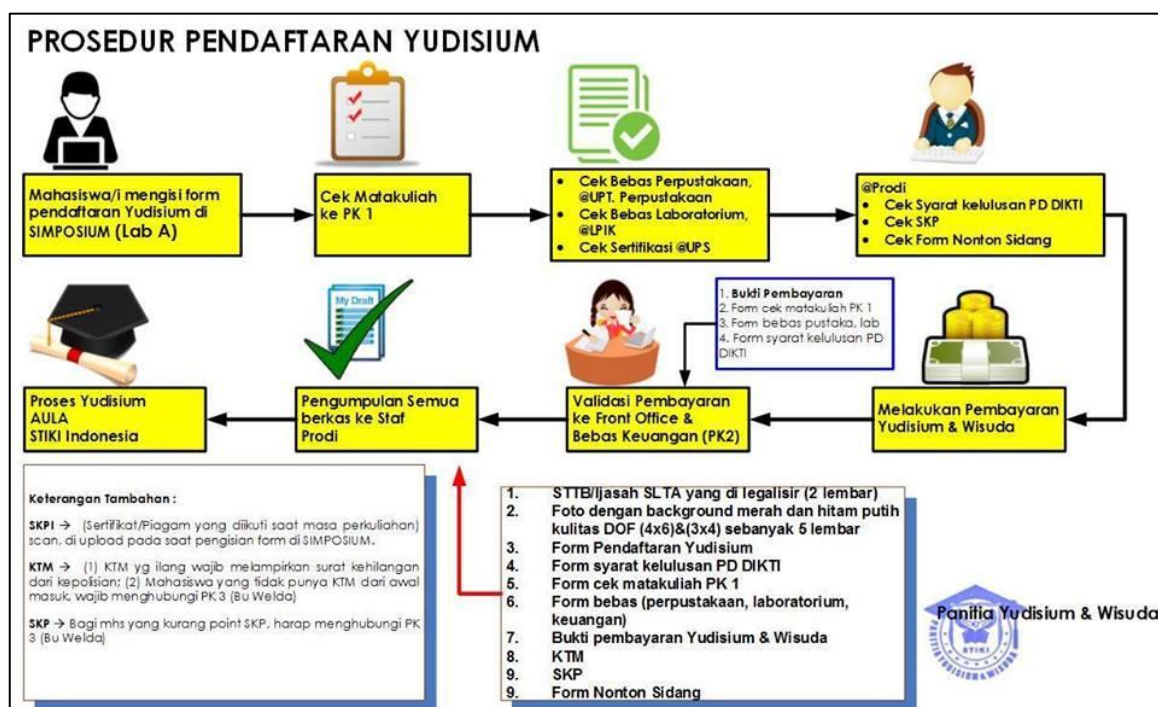 PROSEDUR PENDAFTARAN YUDISIUM
Mahasiswa/i mengisi form
pendaftaran Yudisium di
SIMPOSIUM (Lab A)
Cek Matakuliah
ke PK 1
• Cek Bebas Perpustakaan,
@UPT. Perpustakaan
• Cek Bebas Laboratorium,
@LPIK
• Cek Sertifikasi @UPS
@Prodi
• Cek Syarat kelulusan PD DIKTI
• Cek SKP
• Cek Form Nonton Sidang
Melakukan Pembayaran
Yudisium & Wisuda
1. Bukti Pembayaran
2. Form cek matakuliah PK 1
3. Form bebas pustaka, lab
4. Form syarat kelulusan PD
DIKTI
Validasi Pembayaran
ke Front Office &
Bebas Keuangan (PK2)
My Draft
Pengumpulan Semua
berkas ke Staf
Prodi
Proses Yudisium
AULA
STIKI Indonesia
Keterangan Tambahan :
SKPI → (Sertifikat/Piagam yang diikuti saat masa perkuliahan)
scan, di upload pada saat pengisian form di SIMPOSIUM.
KTM → (1) KTM yg ilang wajib melampirkan surat kehilangan
dari kepolisian; (2) Mahasiswa yang tidak punya KTM dari awal
masuk, wajib menghubungi PK 3 (Bu Welda)
SKP → Bagi mhs yang kurang point SKP, harap menghubungi PK
3 (Bu Welda)
1. STTB/Ijasah SLTA yang di legalisir (2 lembar)
2. Foto dengan background merah dan hitam putih
kulitas DOF (4x6)&(3x4) sebanyak 5 lembar
3. Form Pendaftaran Yudisium
4. Form syarat kelulusan PD DIKTI
5. Form cek matakuliah PK 1
6. Form bebas (perpustakaan, laboratorium,
keuangan)
7. Bukti pembayaran Yudisium & Wisuda
8. KTM
9. SKP
9. Form Nonton Sidang
Panitia Yudisium & Wisuda
PANITIA
STIKI
YUDISIUM & WISUDA